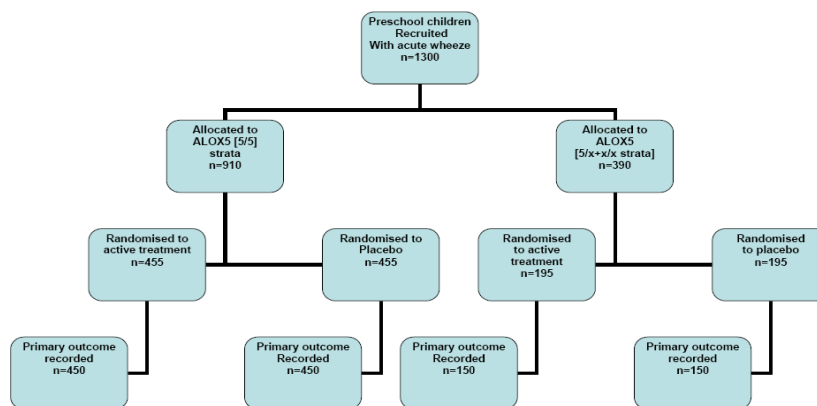 Preschool children
Recruited
With acute wheeze
n=1300
Allocated to
ALOX5 [5/5]
strata
n=910
Allocated to
ALOX5
[5/x+x/x strata]
n=390
Randomised to
active treatment
n=455
Randomised to
Placebo
n=455
Randomised
to active
treatment
n=195
Randomised
to placebo
n=195
Primary outcome
recorded
n=450
Primary outcome
Recorded
n=450
Primary outcome
Recorded
n=150
Primary outcome
recorded
n=150